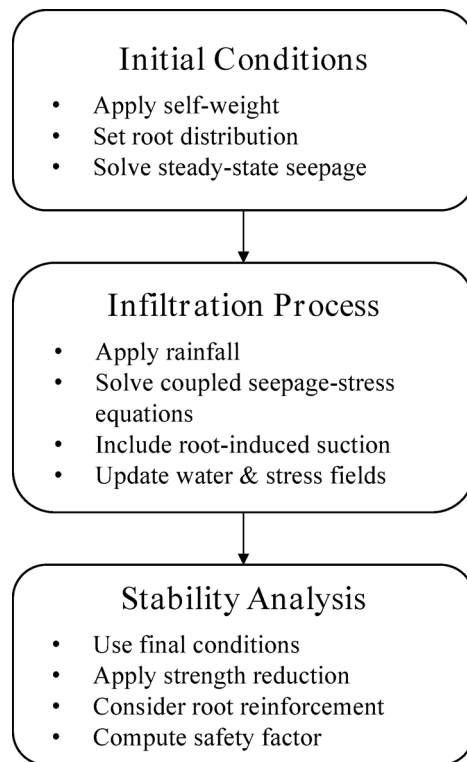 Initial Conditions
• Apply self-weight
• Set root distribution
• Solve steady-state seepage
Infiltration Process
• Apply rainfall
• Solve coupled seepage-stress
equations
• Include root-induced suction
• Update water & stress fields
Stability Analysis
• Use final conditions
• Apply strength reduction
• Consider root reinforcement
• Compute safety factor